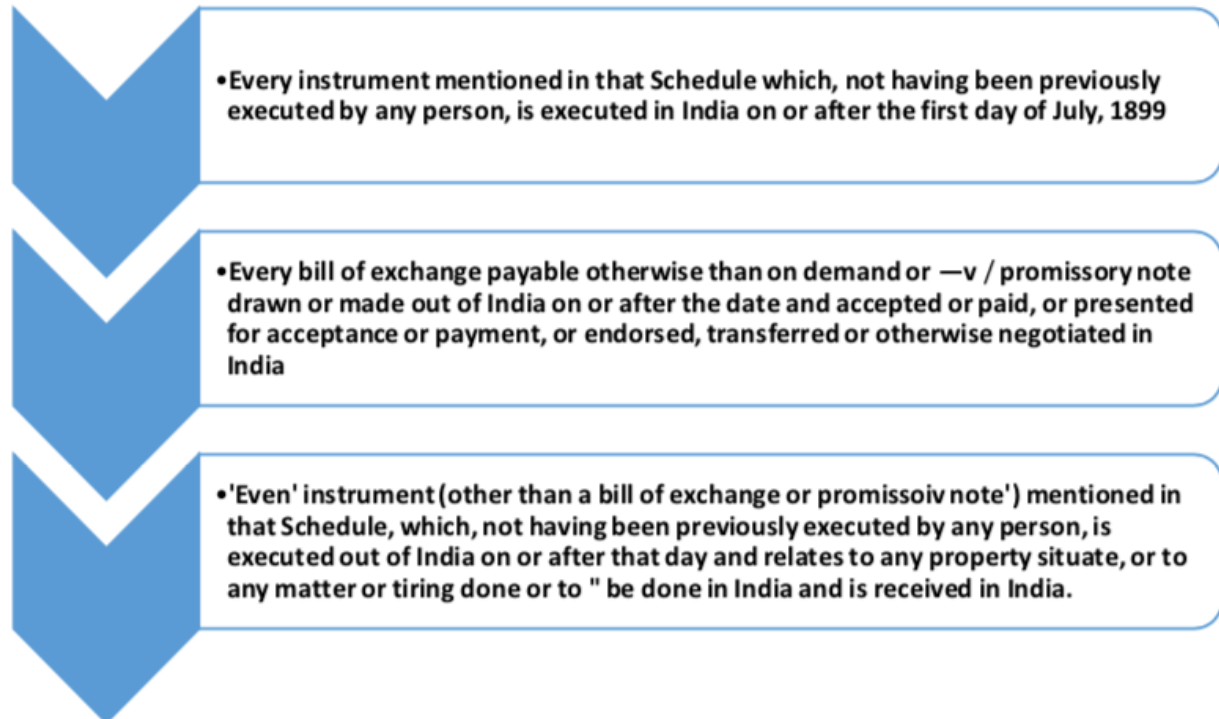 •Every instrument mentioned in that Schedule which, not having been previously
executed by any person, is executed in India on or after the first day of July, 1899
•Every bill of exchange payable otherwise than on demand or —v / promissory note
drawn or made out of India on or after the date and accepted or paid, or presented
for acceptance or payment, or endorsed, transferred or otherwise negotiated in
India
•'Even' instrument (other than a bill of exchange or promissoiv note') mentioned in
that Schedule, which, not having been previously executed by any person, is
executed out of India on or after that day and relates to any property situate, or to
any matter or tiring done or to " be done in India and is received in India.